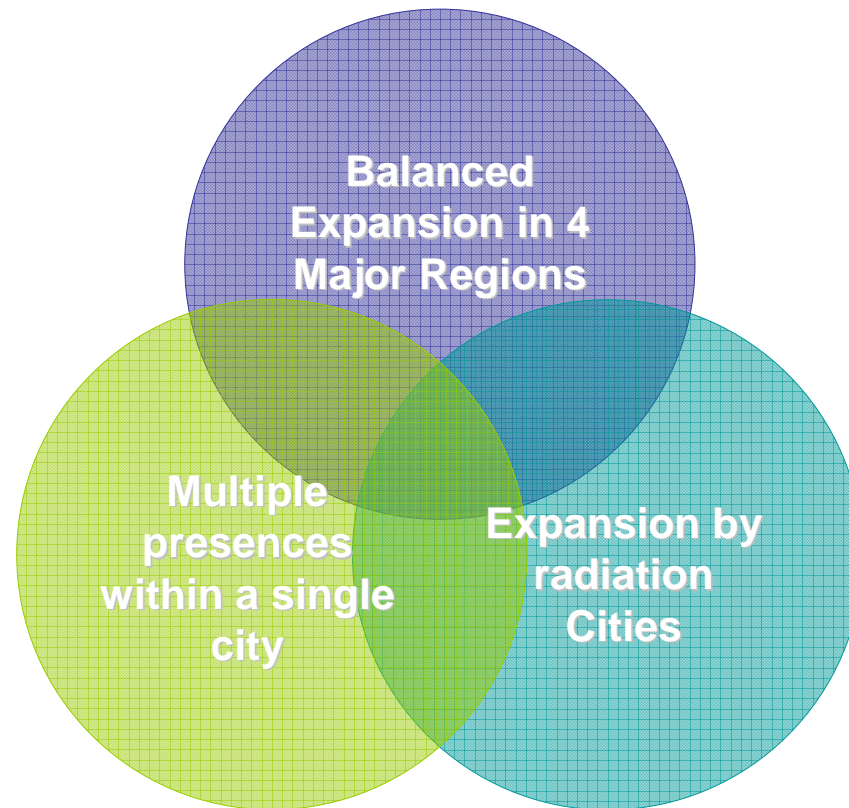 Balanced
Expansion in 4
Major Regions
Multiple
presences
within a single
city
Expansion by
radiation
Cities